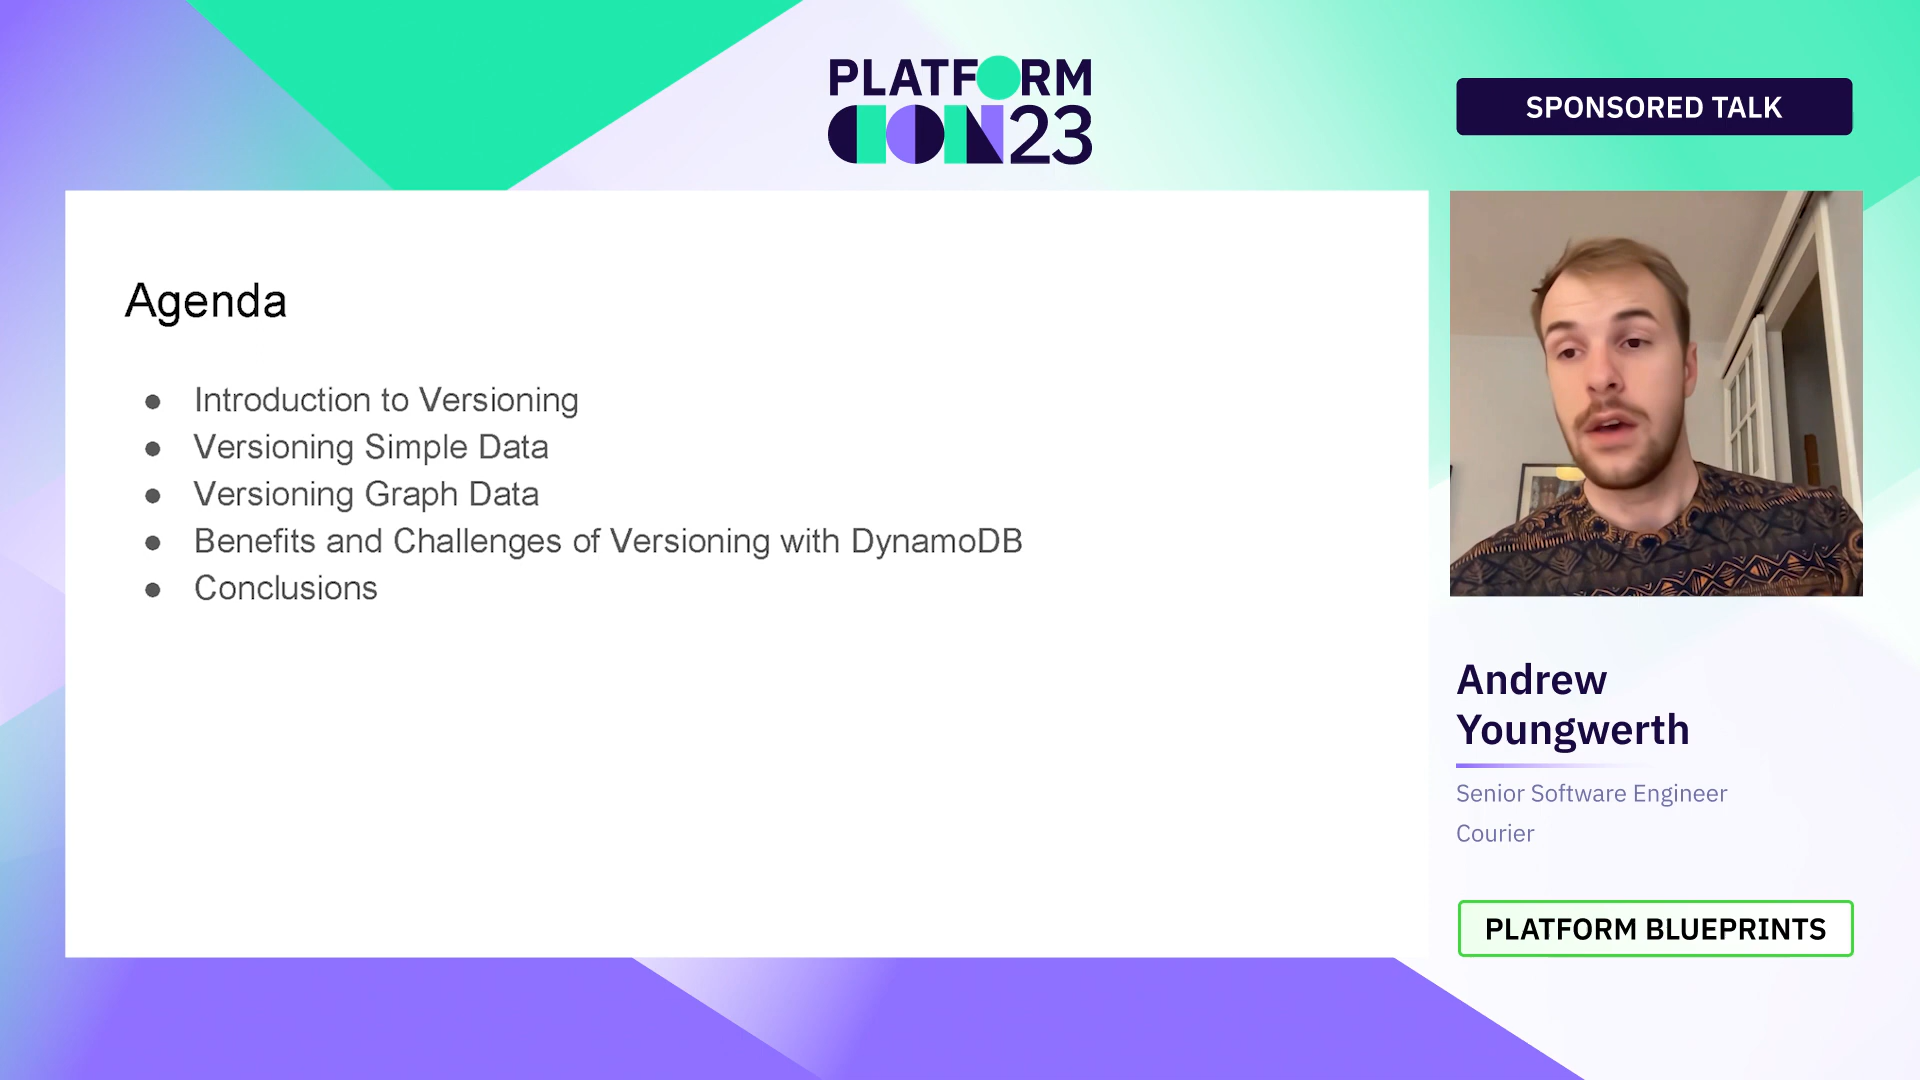 PLATFORM
CON23
SPONSORED TALK
Agenda
● Introduction to Versioning
● Versioning Simple Data
● Versioning Graph Data
● Benefits and Challenges of Versioning with DynamoDB
● Conclusions
Andrew
Youngwerth
Senior Software Engineer
Courier
PLATFORM BLUEPRINTS